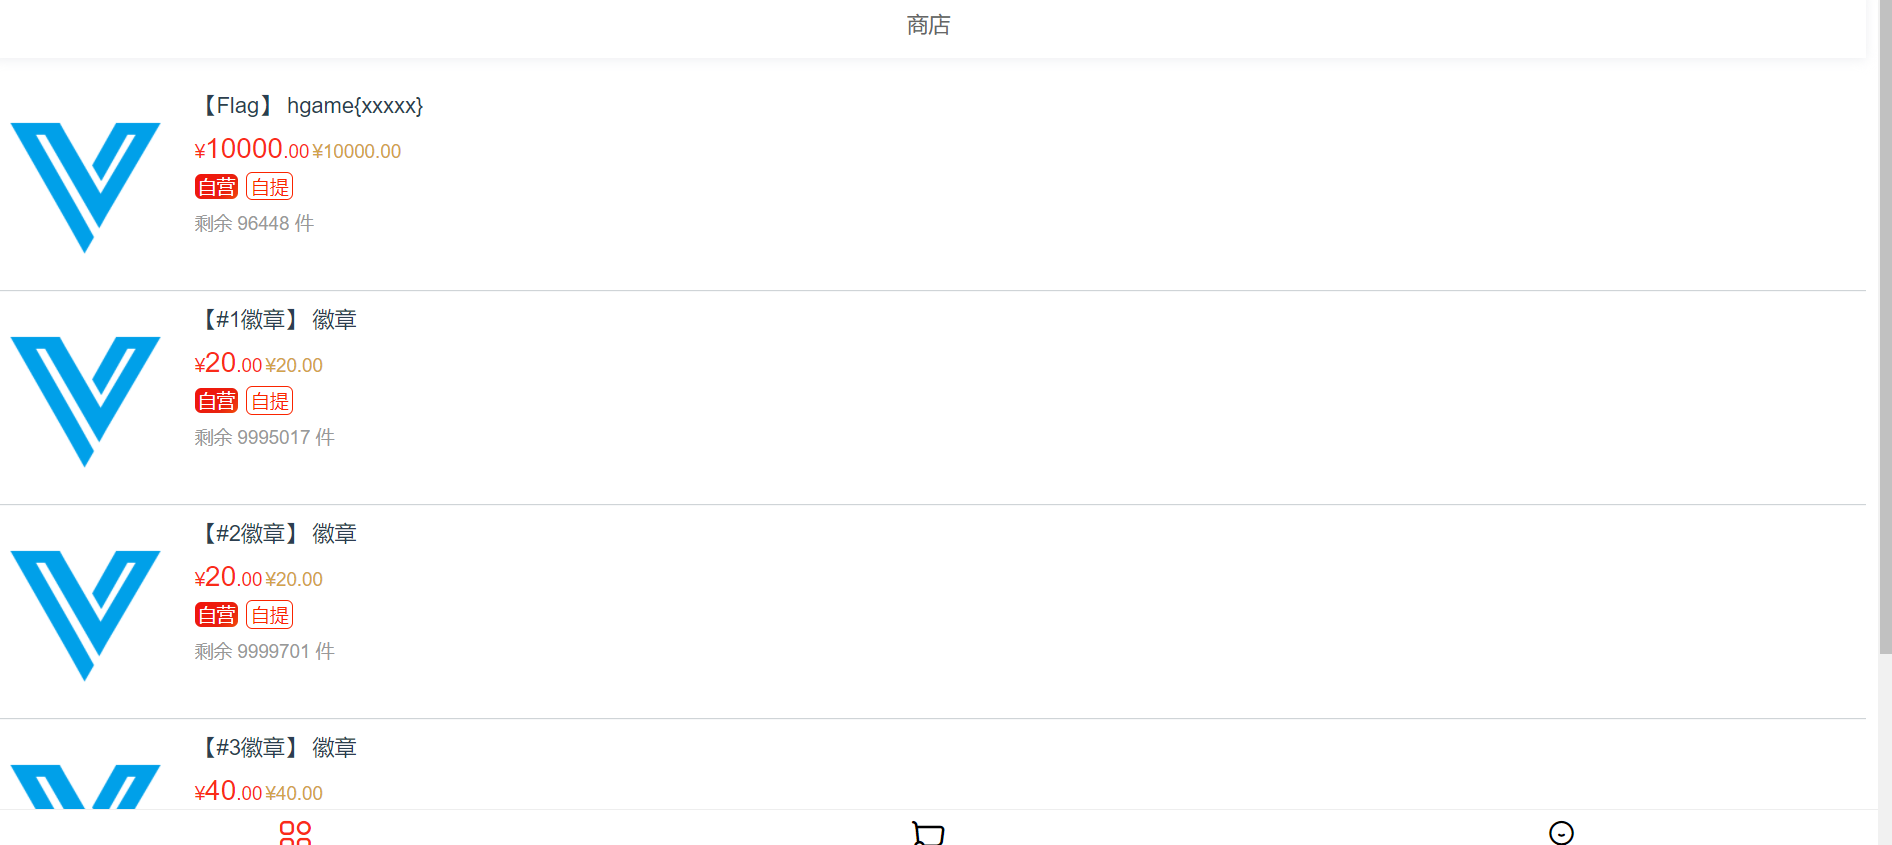 商店
【Flag】 hgame{xxxxx}
¥10000.00 ¥10000.00
自营 自提
剩余 96448 件
【#1徽章】 徽章
¥20.00 ¥20.00
自营 自提
剩余 9995017 件
【#2徽章】 徽章
¥20.00 ¥20.00
自营 自提
剩余 9999701 件
【#3徽章】 徽章
¥40.00 ¥40.00